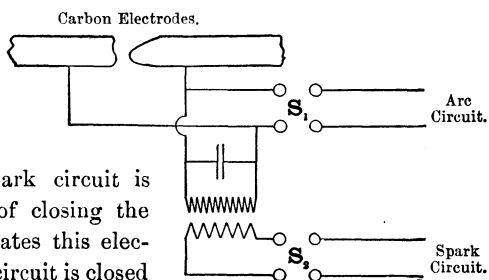 Carbon Electrodes.
S₁
Arc
Circuit.
ark circuit is
of closing the
ates this elec-
circuit is closed
S₂
Spark
Circuit.